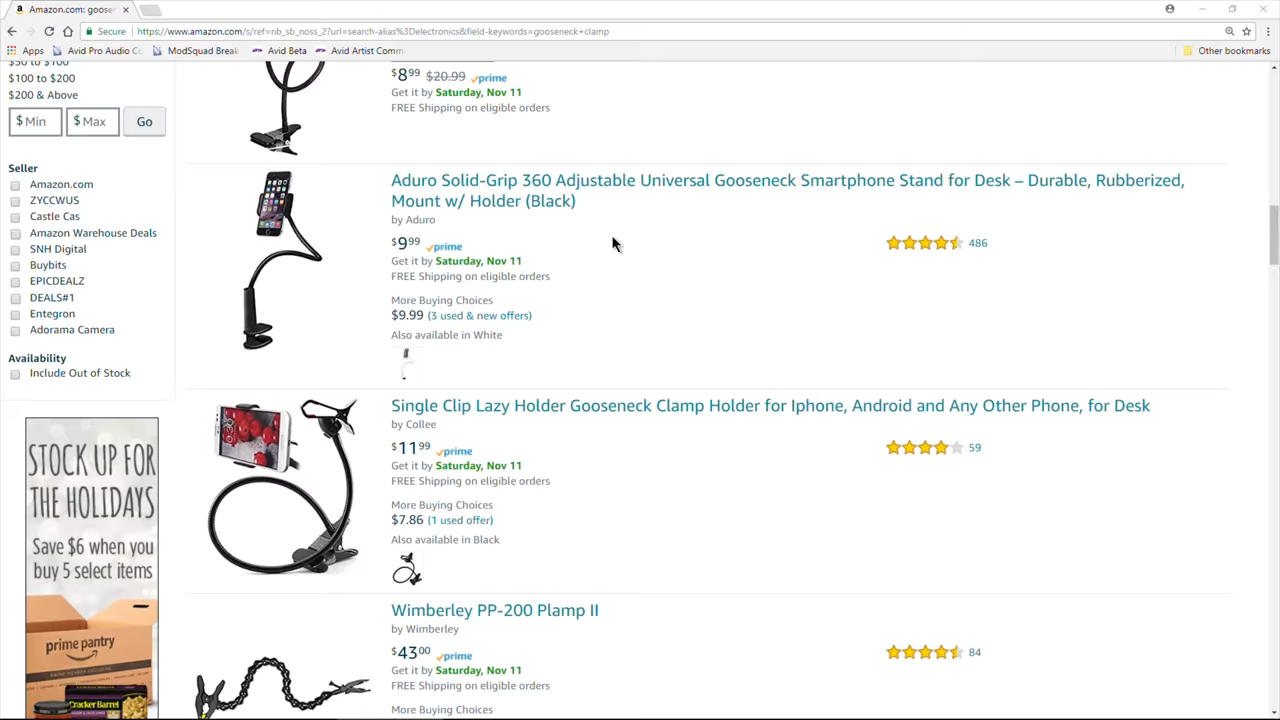 Amazon.com: goose
Secure
https://www.amazon.com/s/ref=nb_sb_noss_2?url=search-alias%3Delectronics&field-keywords=gooseneck+clamp
Apps
Avid Pro Audio Co
ModSquad Break
Avid Beta
Avid Artist Comm
Other bookmarks
$50 to $100
$100 to $200
$200 & Above
$ Min
$ Max
Go
Seller
Amazon.com
ZYCCWUS
Castle Cas
Amazon Warehouse Deals
SNH Digital
Buybits
EPICDEALZ
DEALS#1
Entegron
Adorama Camera
Availability
Include Out of Stock
STOCK UP FOR
THE HOLIDAYS
Save $6 when you
buy 5 select items
prime pantry
Cracker Barrel
$8 99 $20.99 prime
Get it by Saturday, Nov 11
FREE Shipping on eligible orders
Aduro Solid-Grip 360 Adjustable Universal Gooseneck Smartphone Stand for Desk – Durable, Rubberized,
Mount w/ Holder (Black)
by Aduro
$9 99 prime
486
Get it by Saturday, Nov 11
FREE Shipping on eligible orders
More Buying Choices
$9.99 (3 used & new offers)
Also available in White
Single Clip Lazy Holder Gooseneck Clamp Holder for Iphone, Android and Any Other Phone, for Desk
by Collee
$11 99 prime
59
Get it by Saturday, Nov 11
FREE Shipping on eligible orders
More Buying Choices
$7.86 (1 used offer)
Also available in Black
Wimberley PP-200 Plamp II
by Wimberley
$43 00 prime
84
Get it by Saturday, Nov 11
FREE Shipping on eligible orders
More Buying Choices